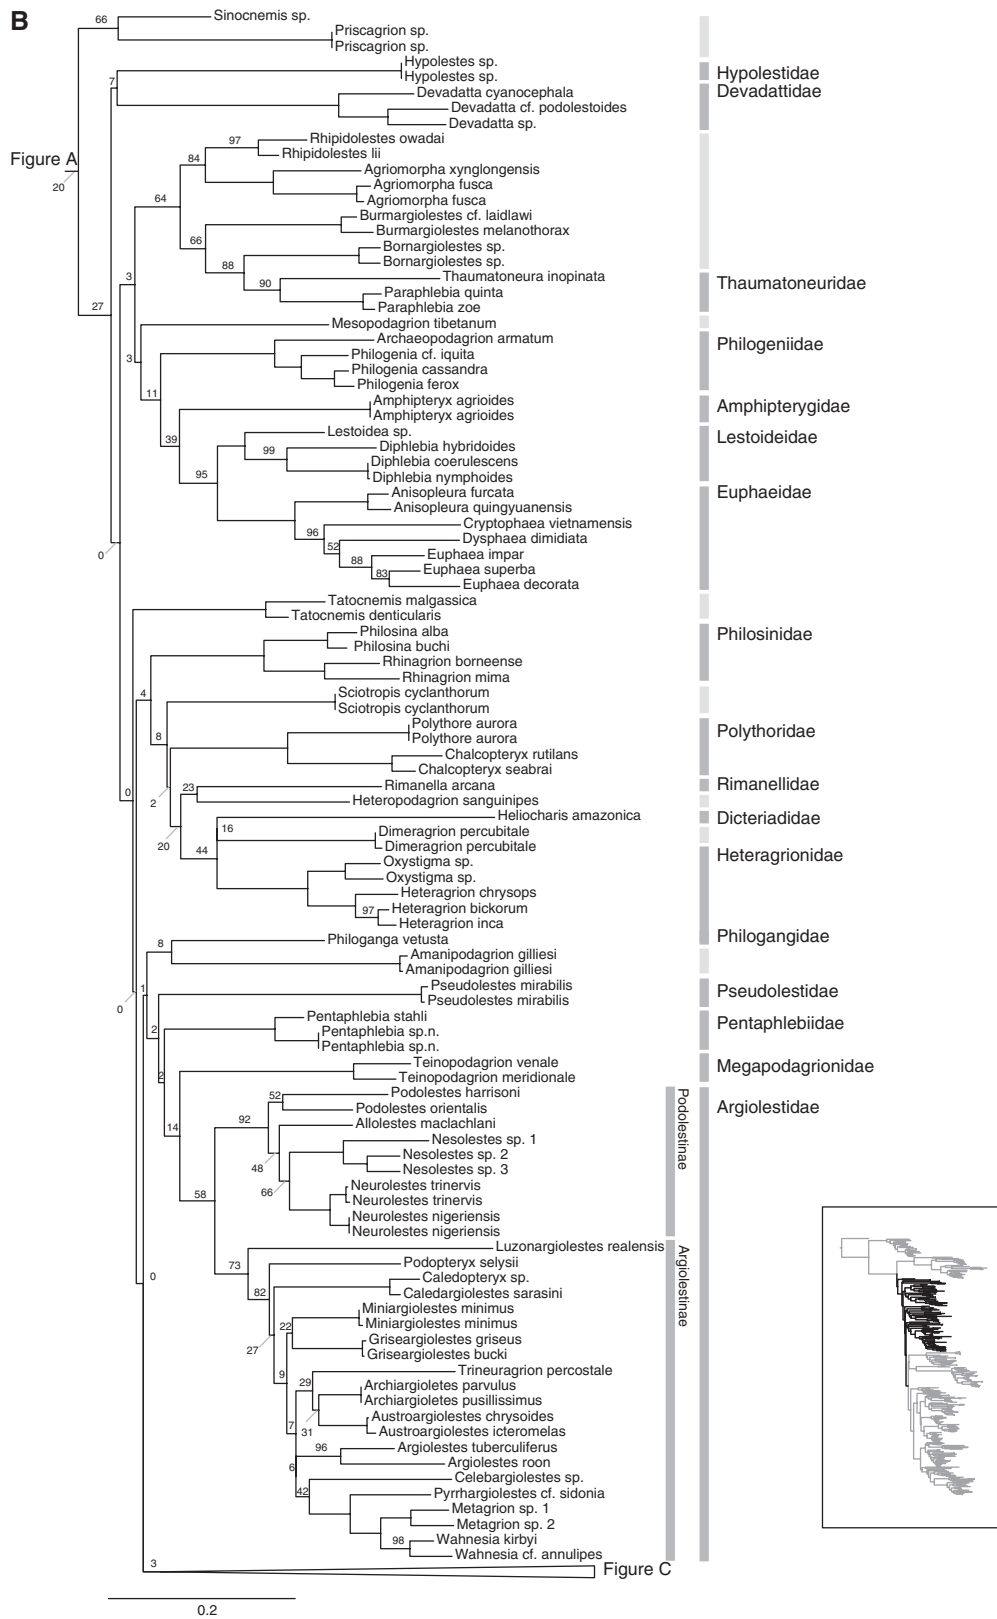 B
66
Sinocnemis sp.
Priscagrion sp.
Priscagrion sp.
Hypolestes sp.
7
Hypolestes sp.
Hypolestidae
Devadatta cyanocephala
Devadattidae
Devadatta cf. podolestoides
Devadatta sp.
97
Rhipidolestes owadai
84
Rhipidolestes lii
Figure A
Agriomorpha xynglongensis
20
Agriomorpha fusca
64
Agriomorpha fusca
Burmargiolestes cf. laidlawi
Burmargiolestes melanothorax
66
Bornargiolestes sp.
88
Bornargiolestes sp.
3
Thaumatoneura inopinata
90
Thaumatoneuridae
Paraphlebia quinta
27
Paraphlebia zoe
Mesopodagrion tibetanum
Archaeopodagrion armatum
Philogeniidae
3
Philogenia cf. iquita
Philogenia cassandra
Philogenia ferox
11
Amphipteryx agrioides
Amphipterygidae
Amphipteryx agrioides
Lestoidea sp.
Lestoideidae
39
Diphlebia hybridoides
99
Diphlebia coerulescens
95
Diphlebia nymphoides
Anisopleura furcata
Euphaeidae
Anisopleura quingyuanensis
Cryptophaea vietnamensis
96
Dysphaea dimidiata
52
0
Euphaea impar
88
Euphaea superba
83
Euphaea decorata
Tatocnemis malgassica
Tatocnemis denticularis
Philosina alba
Philosinidae
Philosina buchi
Rhinagrion borneense
Rhinagrion mima
4
Sciotropis cyclanthorum
Sciotropis cyclanthorum
Polythore aurora
Polythoridae
8
Polythore aurora
Chalcopteryx rutilans
Chalcopteryx seabrai
23
Rimanella arcana
Rimanellidae
0
2
Heteropodagrion sanguinipes
Heliocharis amazonica
Dicteriadidae
16
Dimeragrion percubitale
20
44
Dimeragrion percubitale
Heteragrionidae
Oxystigma sp.
Oxystigma sp.
Heteragrion chrysops
97
Heteragrion bickorum
Heteragrion inca
8
Philoganga vetusta
Philogangidae
Amanipodagrion gilliesi
Amanipodagrion gilliesi
1
Pseudolestes mirabilis
Pseudolestidae
0
Pseudolestes mirabilis
Pentaphlebia stahli
2
Pentaphlebia sp.n.
Pentaphlebiidae
Pentaphlebia sp.n.
Teinopodagrion venale
Megapodagrionidae
2
Teinopodagrion meridionale
52
Podolestes harrisoni
Podolestinae
Podolestes orientalis
Argiolestidae
92
Allolestes maclachlani
14
Nesolestes sp. 1
Nesolestes sp. 2
48
Nesolestes sp. 3
Neurolestes trinervis
66
58
Neurolestes trinervis
Neurolestes nigeriensis
Neurolestes nigeriensis
Luzonargiolestes realensis
Argiolestinae
73
Podopteryx selysii
0
Caledopteryx sp.
82
Caledargiolestes sarasini
Miniargiolestes minimus
22
Miniargiolestes minimus
Griseargiolestes griseus
27
Griseargiolestes bucki
9
Trineuragrion percostale
29
Archiargioletes parvulus
Archiargioletes pusillissimus
Austroargiolestes chrysoides
7
31
Austroargiolestes icteromelas
96
Argiolestes tuberculiferus
6
Argiolestes roon
Celebargiolestes sp.
42
Pyrrhargiolestes cf. sidonia
Metagrion sp. 1
Metagrion sp. 2
98
Wahnesia kirbyi
Wahnesia cf. annulipes
3
Figure C
0.2